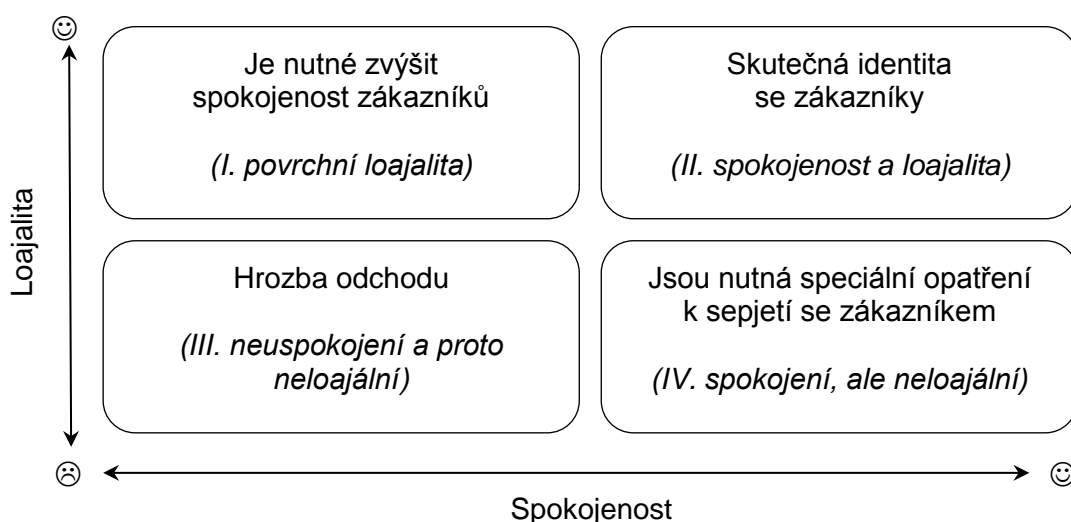 Je nutné zvýšit
spokojenost zákazníků
(I. povrchní loajalita)
Skutečná identita
se zákazníky
(II. spokojenost a loajalita)
Loajalita
Hrozba odchodu
(III. neuspokojení a proto
neloajální)
Jsou nutná speciální opatření
k sepjetí se zákazníkem
(IV. spokojení, ale neloajální)
Spokojenost